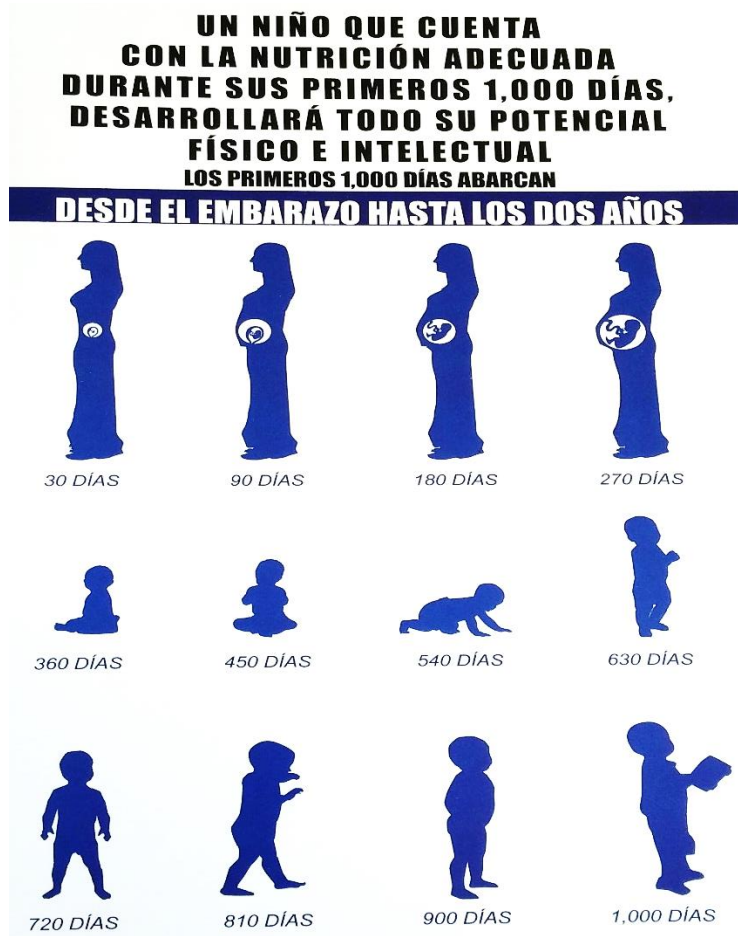 UN NIÑO QUE CUENTA
CON LA NUTRICIÓN ADECUADA
DURANTE SUS PRIMEROS 1,000 DÍAS,
DESARROLLARÁ TODO SU POTENCIAL
FÍSICO E INTELECTUAL
LOS PRIMEROS 1,000 DÍAS ABARCAN
DESDE EL EMBARAZO HASTA LOS DOS AÑOS
30 DÍAS
90 DÍAS
180 DÍAS
270 DÍAS
360 DÍAS
450 DÍAS
540 DÍAS
630 DÍAS
720 DÍAS
810 DÍAS
900 DÍAS
1,000 DÍAS